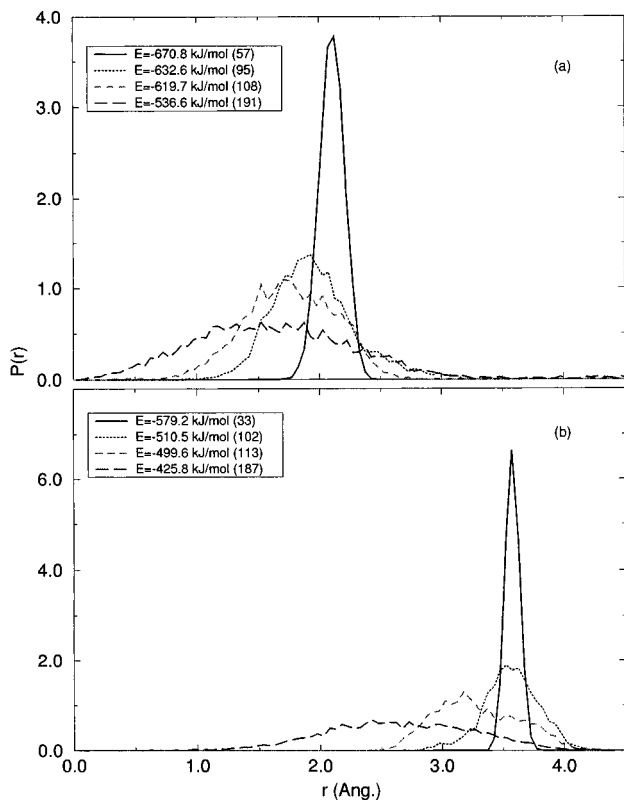 4.0
E=-670.8 kJ/mol (57)
E=-632.6 kJ/mol (95)
(a)
E=-619.7 kJ/mol (108)
E=-536.6 kJ/mol (191)
3.0
2.0
1.0
P(r)
0.0
E=-579.2 kJ/mol (33)
E=-510.5 kJ/mol (102)
(b)
E=-499.6 kJ/mol (113)
E=-425.8 kJ/mol (187)
6.0
4.0
2.0
0.0
0.0 1.0 2.0 3.0 4.0
r (Ang.)